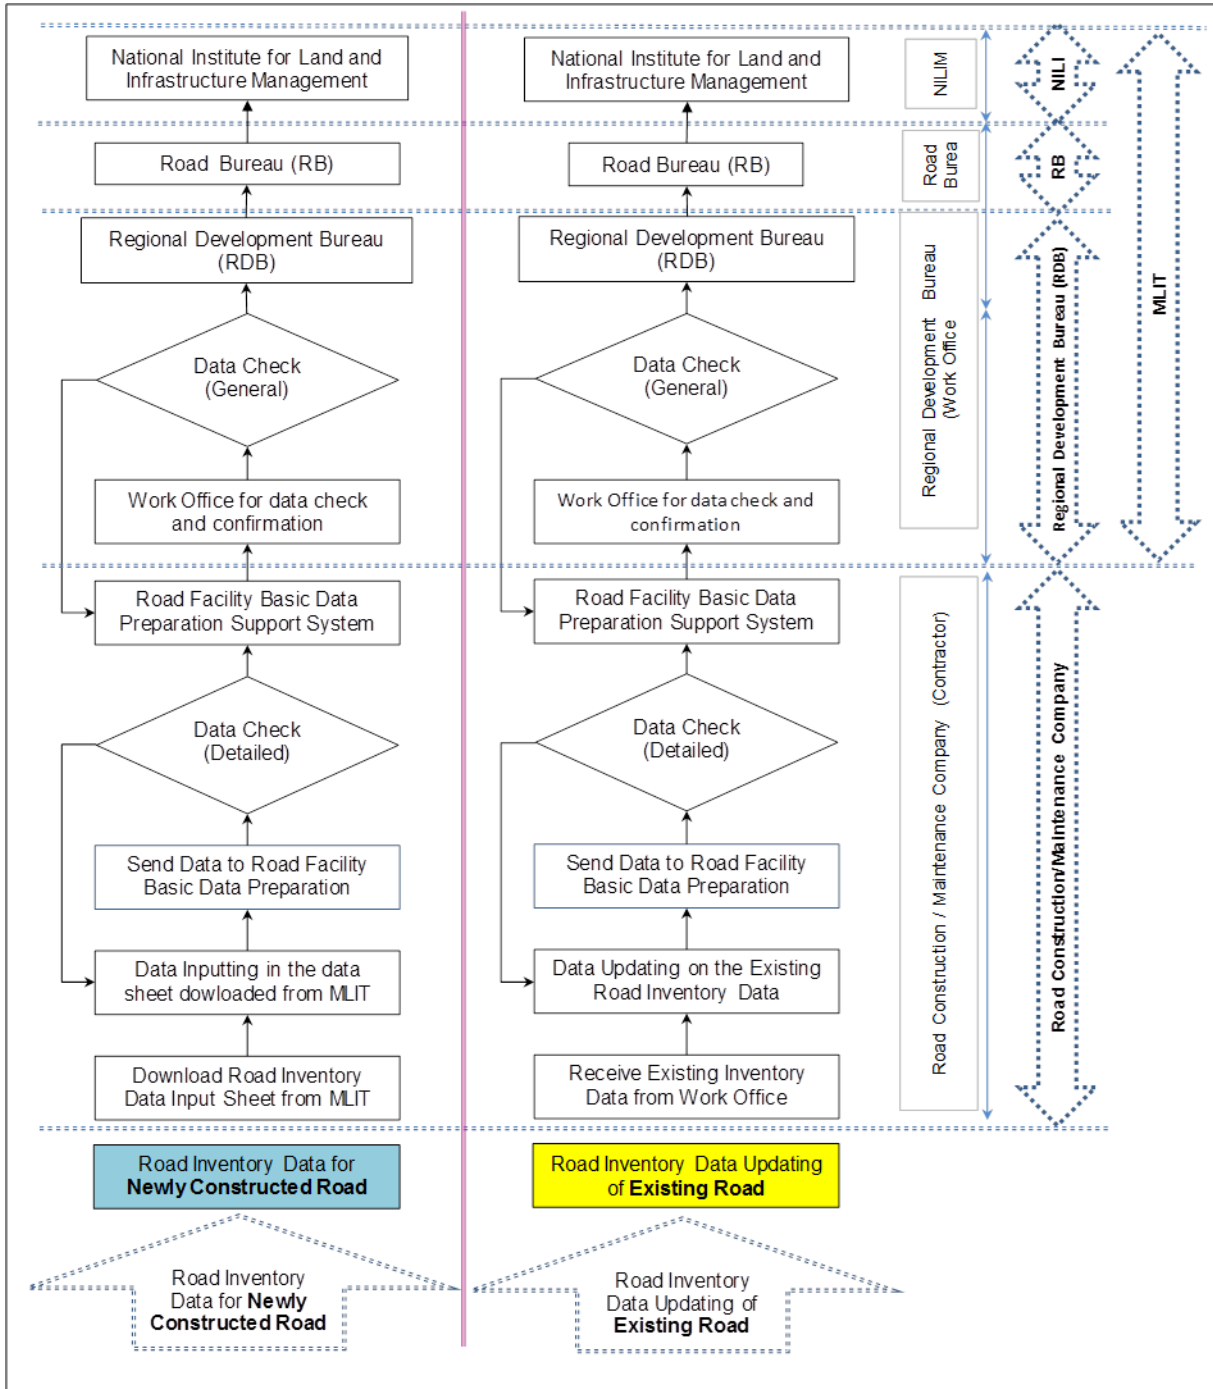 National Institute for Land and
Infrastructure Management
Road Bureau (RB)
Regional Development Bureau
(RDB)
Data Check
(General)
Work Office for data check
and confirmation
Road Facility Basic Data
Preparation Support System
Data Check
(Detailed)
Send Data to Road Facility
Basic Data Preparation
Data Inputting in the data
sheet dowloaded from MLIT
Download Road Inventory
Data Input Sheet from MLIT
Road Inventory Data for
Newly Constructed Road
Road Inventory
Data for Newly
Constructed Road
National Institute for Land and
Infrastructure Management
Road Bureau (RB)
Regional Development Bureau
(RDB)
Data Check
(General)
Work Office for data check and
confirmation
Road Facility Basic Data
Preparation Support System
Data Check
(Detailed)
Send Data to Road Facility
Basic Data Preparation
Data Updating on the Existing
Road Inventory Data
Receive Existing Inventory
Data from Work Office
Road Inventory Data Updating
of Existing Road
Road Inventory
Data Updating of
Existing Road
NILIM
Road
Burea
Regional Development Bureau
(Work Office
Road Construction / Maintenance Company (Contractor)
NILI
RB
Regional Development Bureau (RDB)
Road Construction/Maintenance Company
MLIT